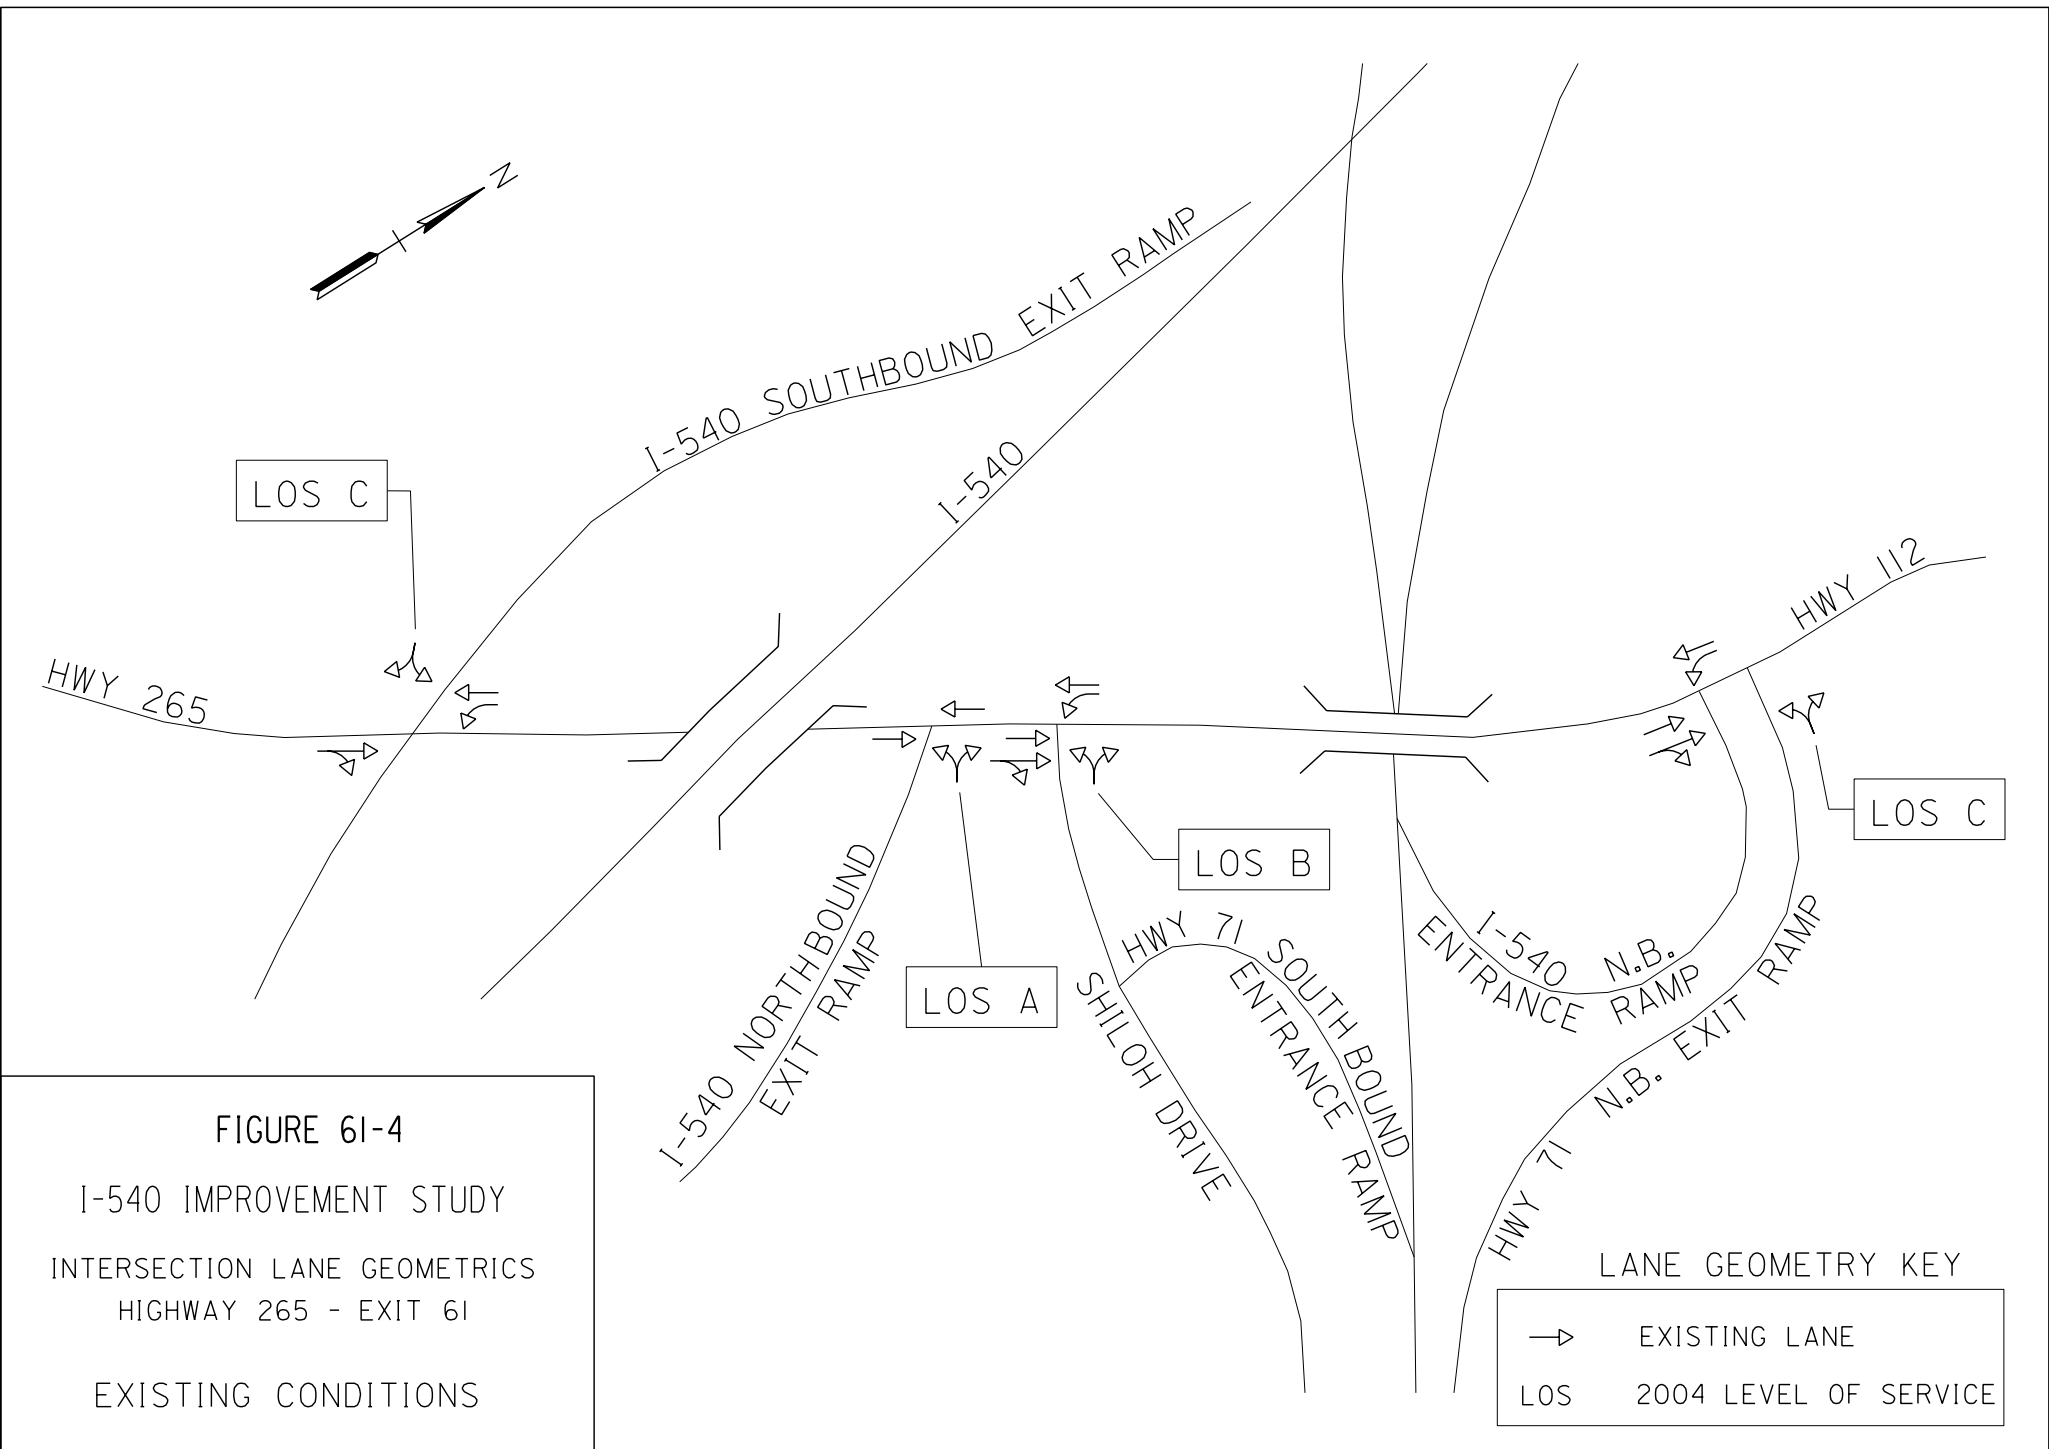 N
I-540 SOUTHBOUND EXIT RAMP
I-540
LOS C
HWY 265
HWY 112
LOS C
LOS B
LOS A
I-540 NORTHBOUND
EXIT RAMP
SHILOH DRIVE
HWY 71 SOUTHBOUND
ENTRANCE RAMP
I-540 N.B.
ENTRANCE RAMP
HWY 71 N.B. EXIT RAMP
FIGURE 61-4
I-540 IMPROVEMENT STUDY
INTERSECTION LANE GEOMETRICS
HIGHWAY 265 - EXIT 61
EXISTING CONDITIONS
LANE GEOMETRY KEY
EXISTING LANE
LOS 2004 LEVEL OF SERVICE